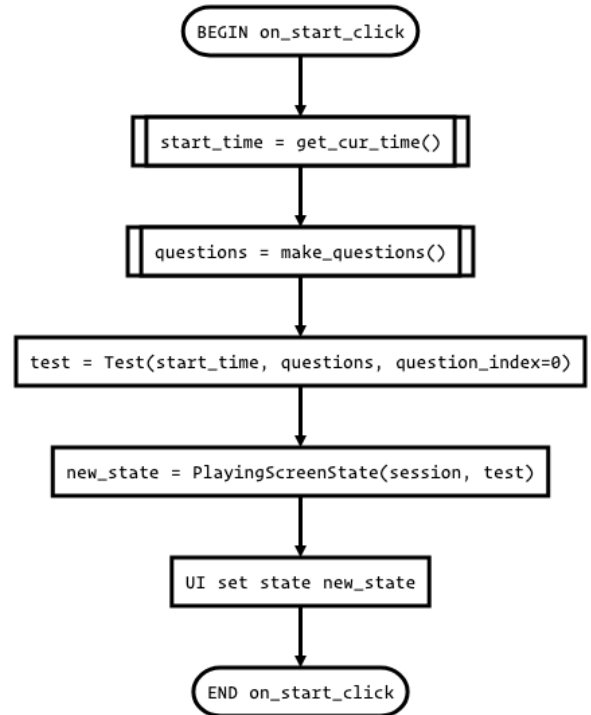 BEGIN on_start_click
start_time = get_cur_time()
questions = make_questions()
test = Test(start_time, questions, question_index=0)
new_state = PlayingScreenState(session, test)
UI set state new_state
END on_start_click